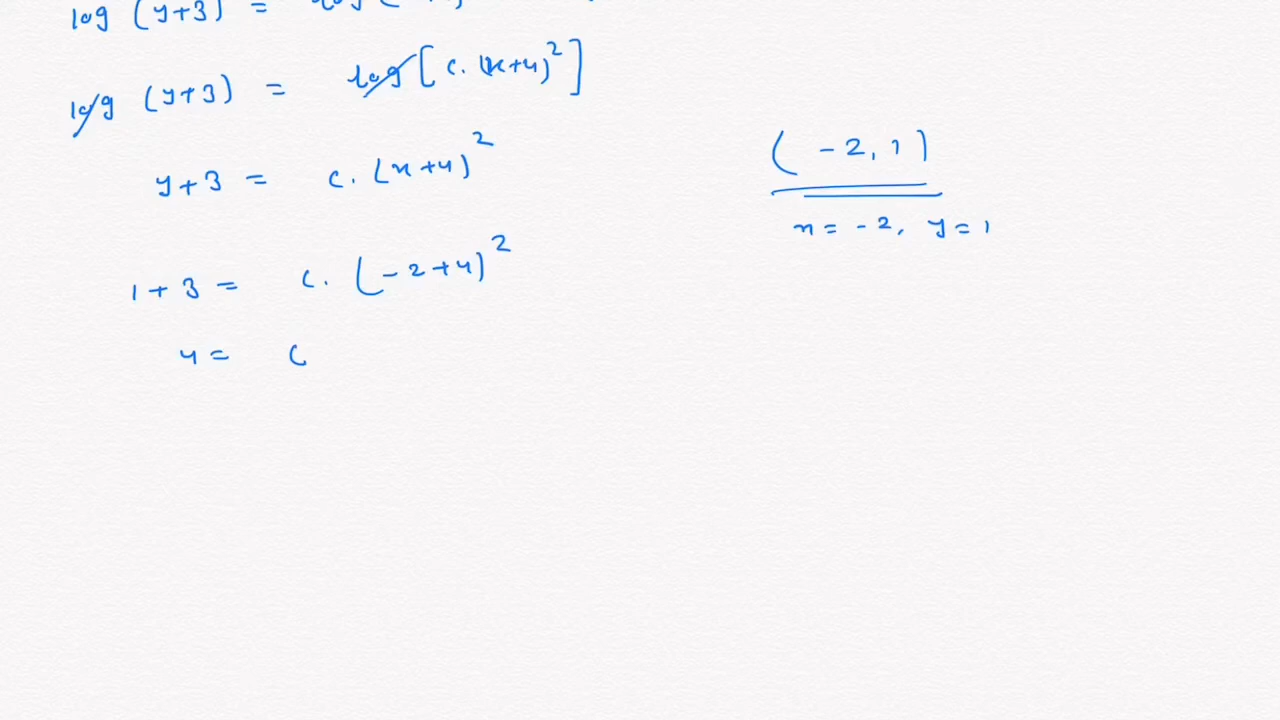 log (y+3) =
log (y+3) = log [ c. (x+4)² ]
y+3 = c. (x+4)²
(-2, 1)
x = -2, y = 1
1+3 = c. (-2+4)²
4 = c